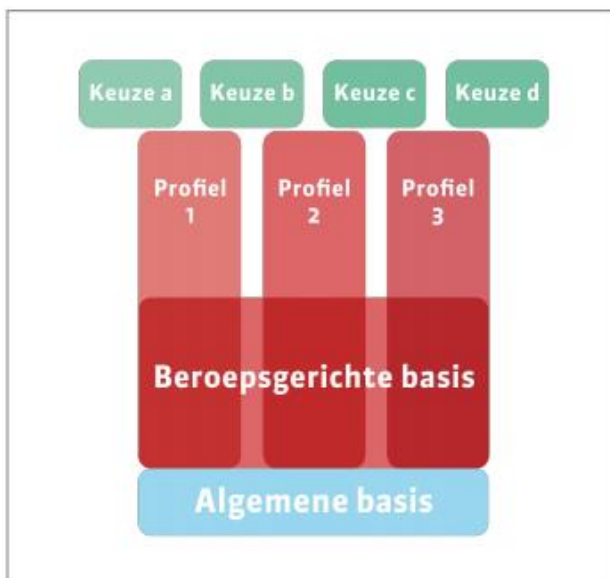 Keuze a
Keuze b
Keuze c
Keuze d
Profiel
1
Profiel
2
Profiel
3
Beroepsgerichte basis
Algemene basis